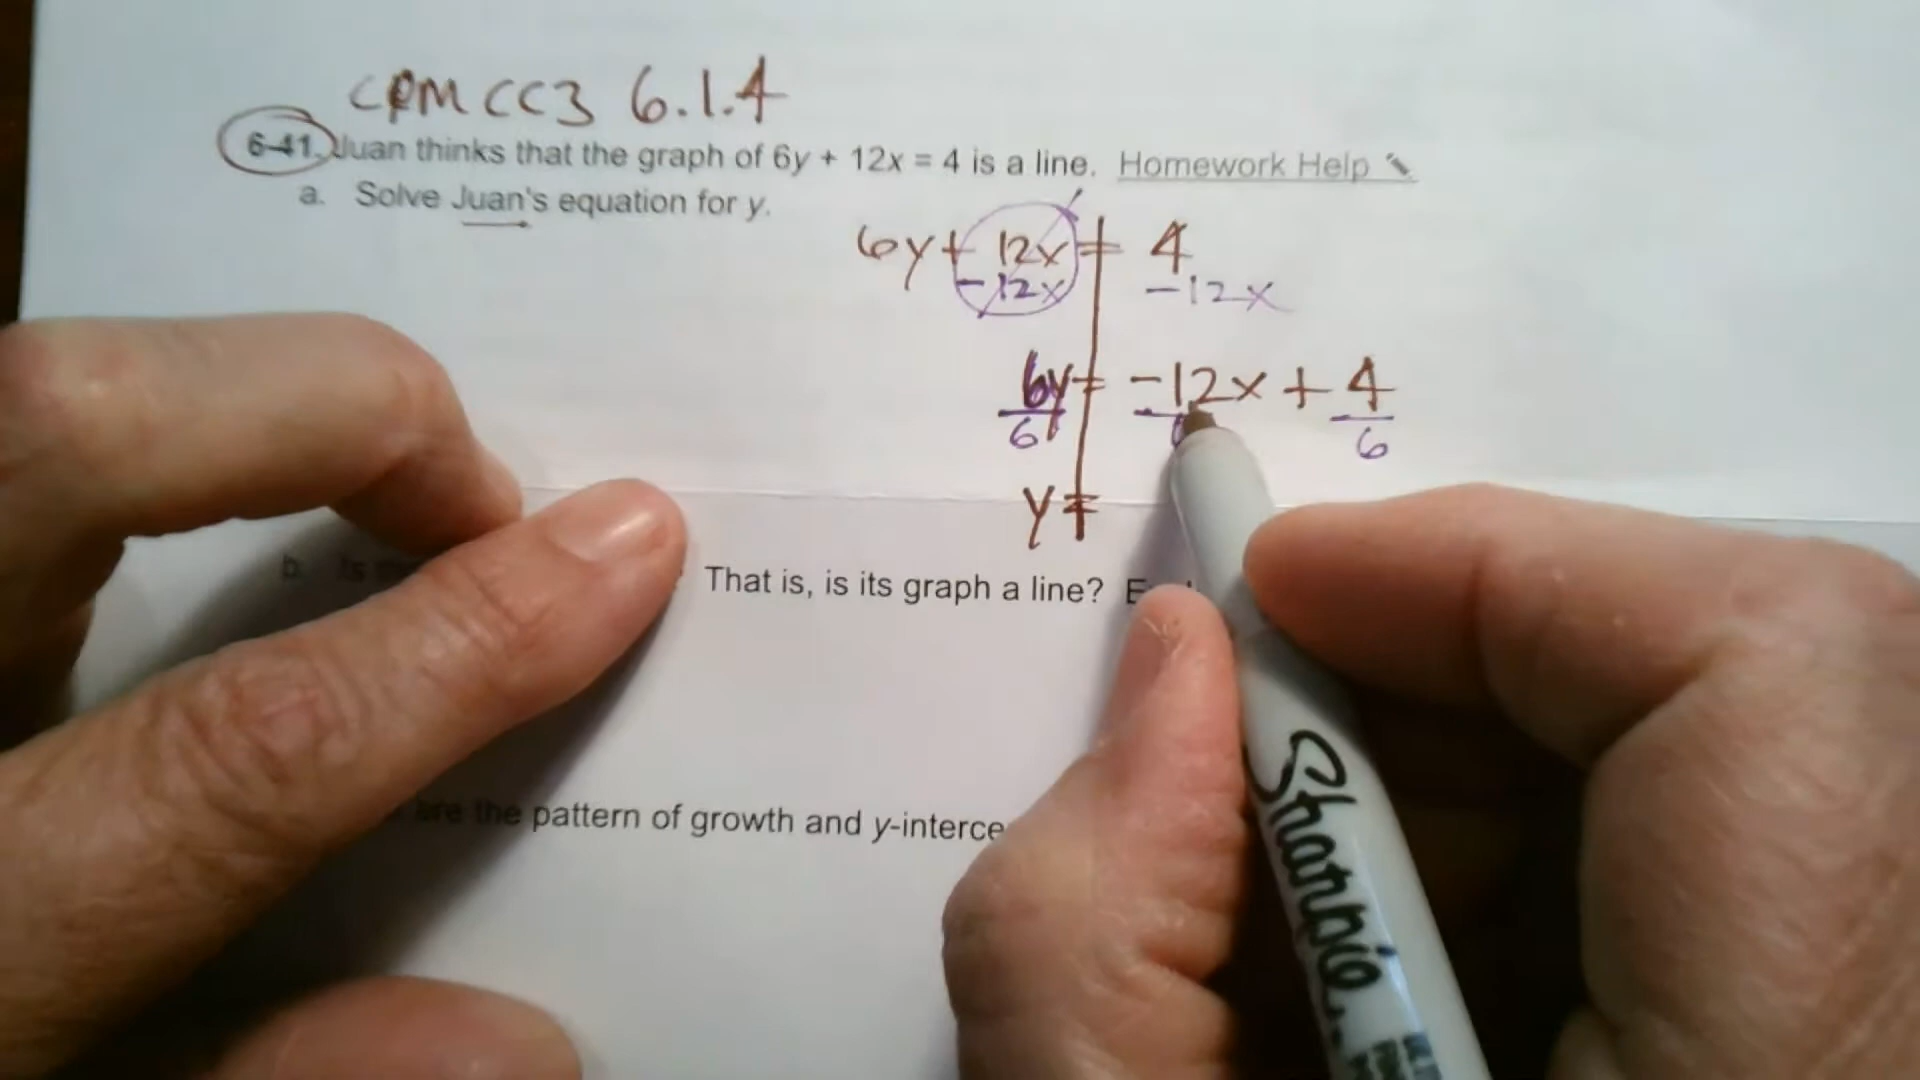 CPM CC3 6.1.4
6-41. Juan thinks that the graph of 6y + 12x = 4 is a line. Homework Help ✎
a. Solve Juan's equation for y.
6y + 12x = 4
-12x -12x
6y = -12x + 4
6 6
y =
b. Is That is, is its graph a line?
are the pattern of growth and y-interce
Sharpie